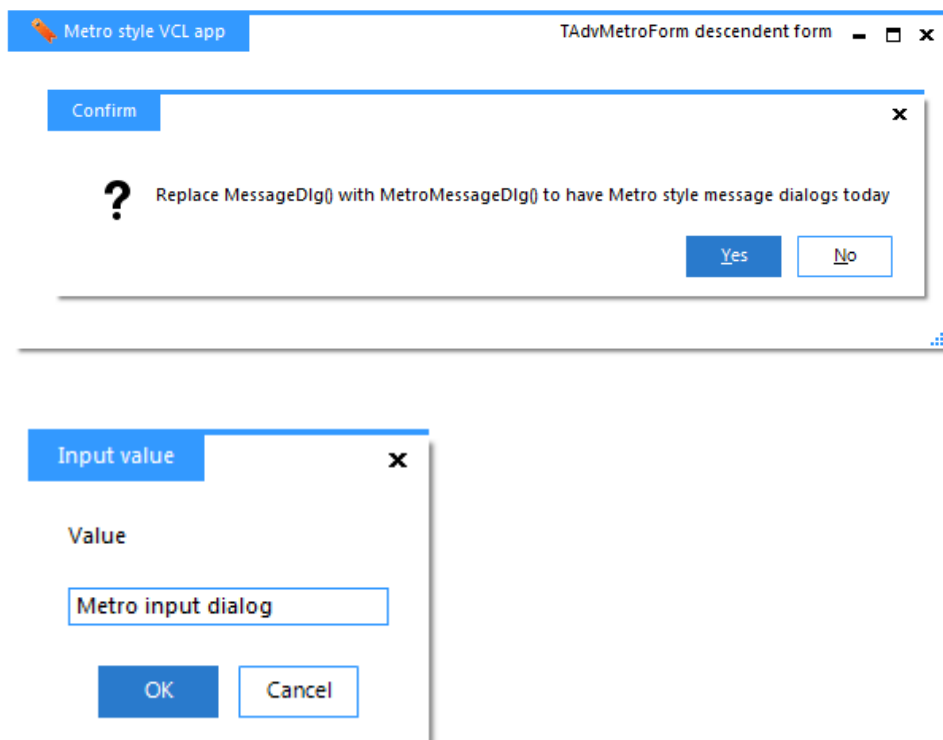 Metro style VCL app
TAdvMetroForm descendent form
Confirm
Replace MessageDlg() with MetroMessageDlg() to have Metro style message dialogs today
Yes
No
Input value
Value
Metro input dialog
OK
Cancel